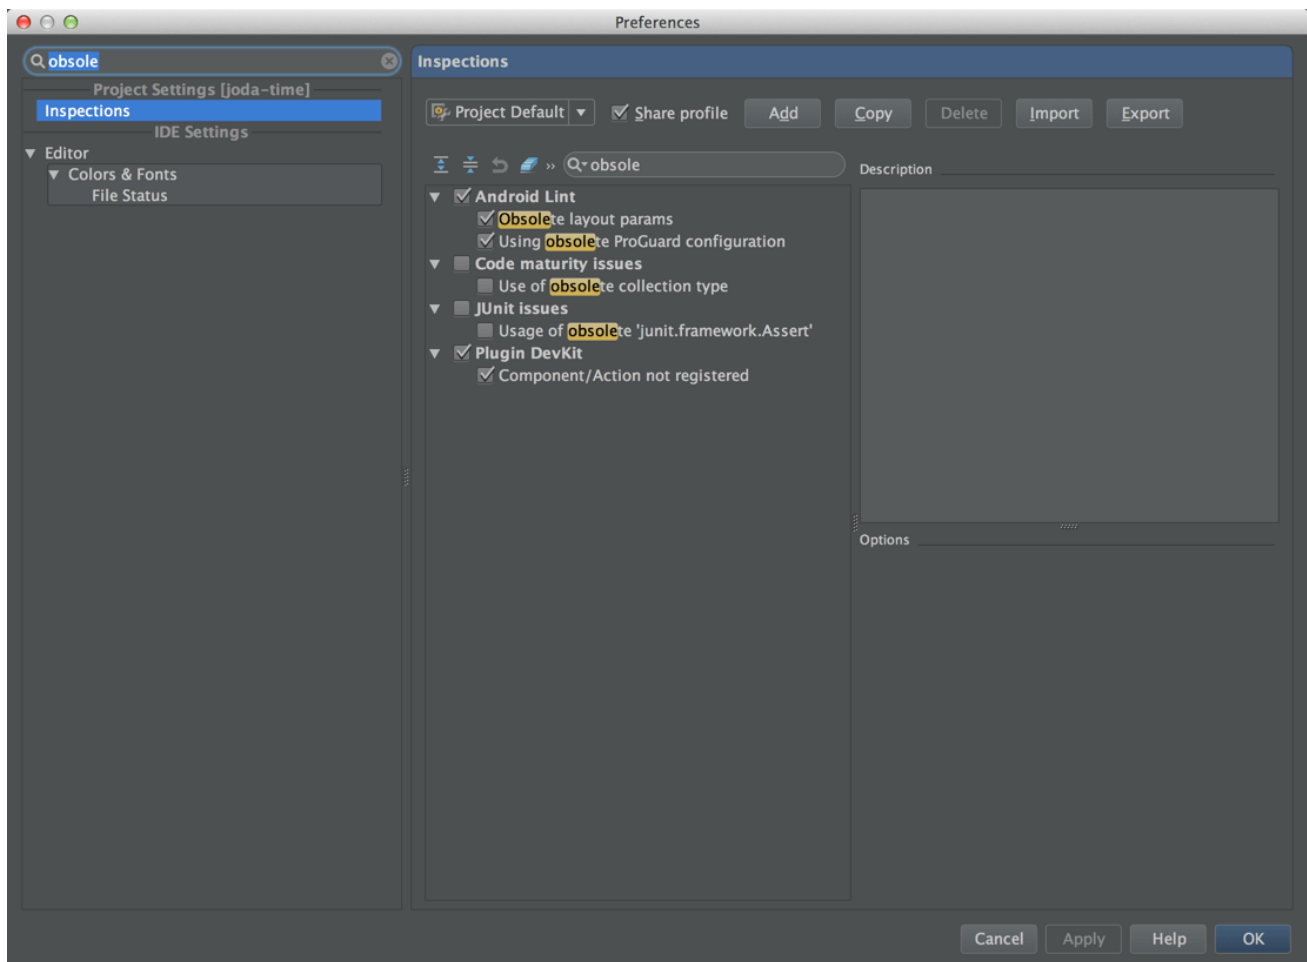 Preferences
obsole
Project Settings [joda-time]
Inspections
IDE Settings
Editor
Colors & Fonts
File Status
Inspections
Project Default
Share profile
Add
Copy
Delete
Import
Export
» obsole
Description
Android Lint
Obsolete layout params
Using obsolete ProGuard configuration
Code maturity issues
Use of obsolete collection type
JUnit issues
Usage of obsolete 'junit.framework.Assert'
Plugin DevKit
Component/Action not registered
Options
Cancel
Apply
Help
OK